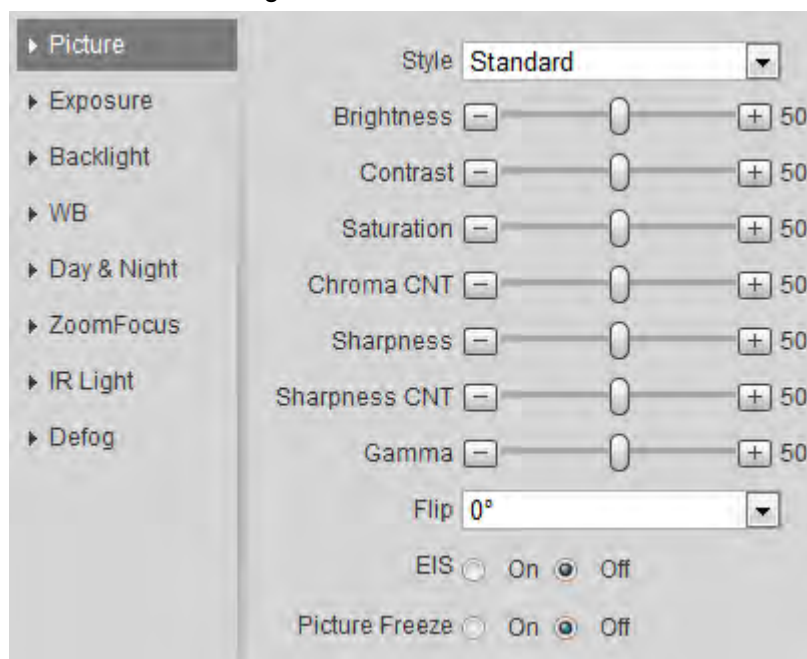 Picture
Exposure
Backlight
WB
Day & Night
ZoomFocus
IR Light
Defog
Style Standard
Brightness 50
Contrast 50
Saturation 50
Chroma CNT 50
Sharpness 50
Sharpness CNT 50
Gamma 50
Flip 0°
EIS On Off
Picture Freeze On Off